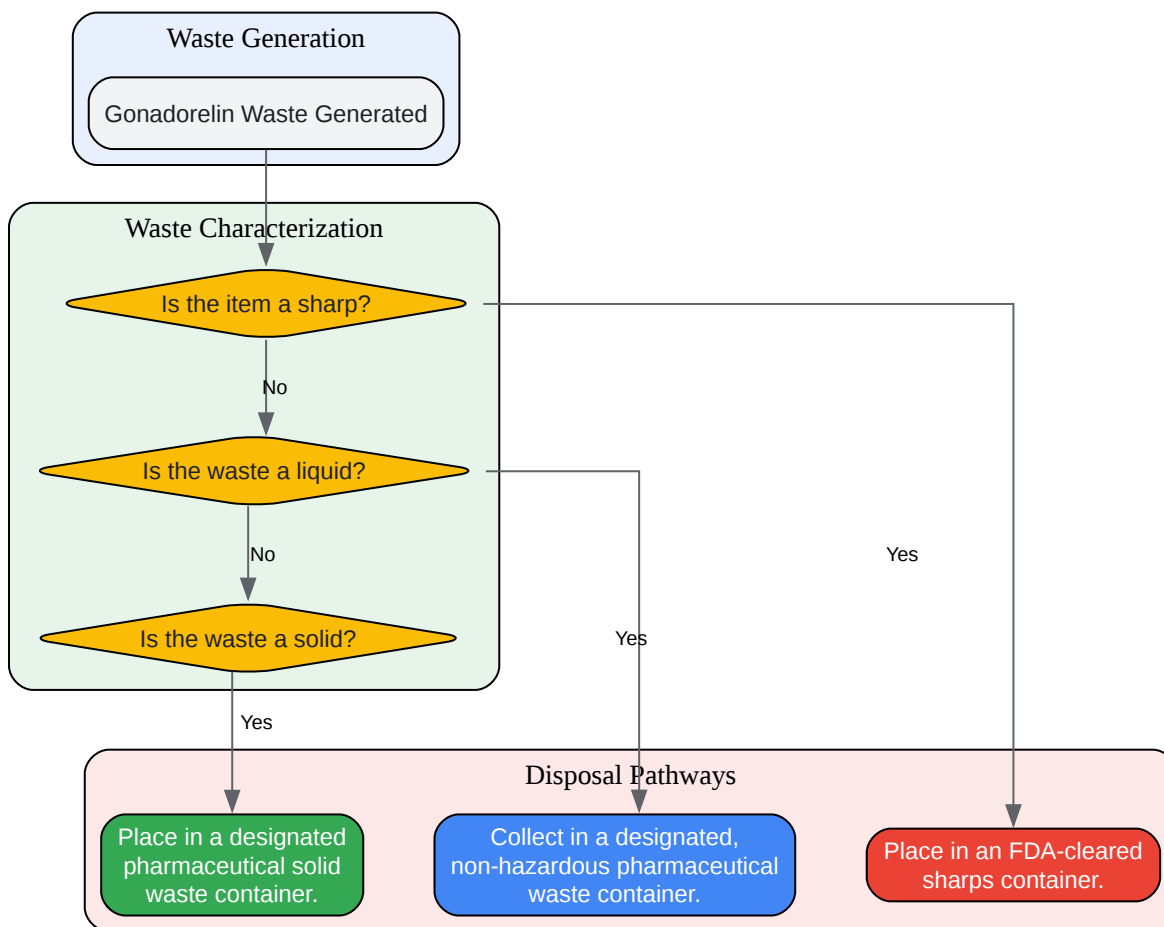 Waste Generation
Gonadorelin Waste Generated
Waste Characterization
Is the item a sharp?
No
Is the waste a liquid?
No
Yes
Is the waste a solid?
Yes
Yes
Disposal Pathways
Place in a designated
pharmaceutical solid
waste container.
Collect in a designated,
non-hazardous pharmaceutical
waste container.
Place in an FDA-cleared
sharps container.